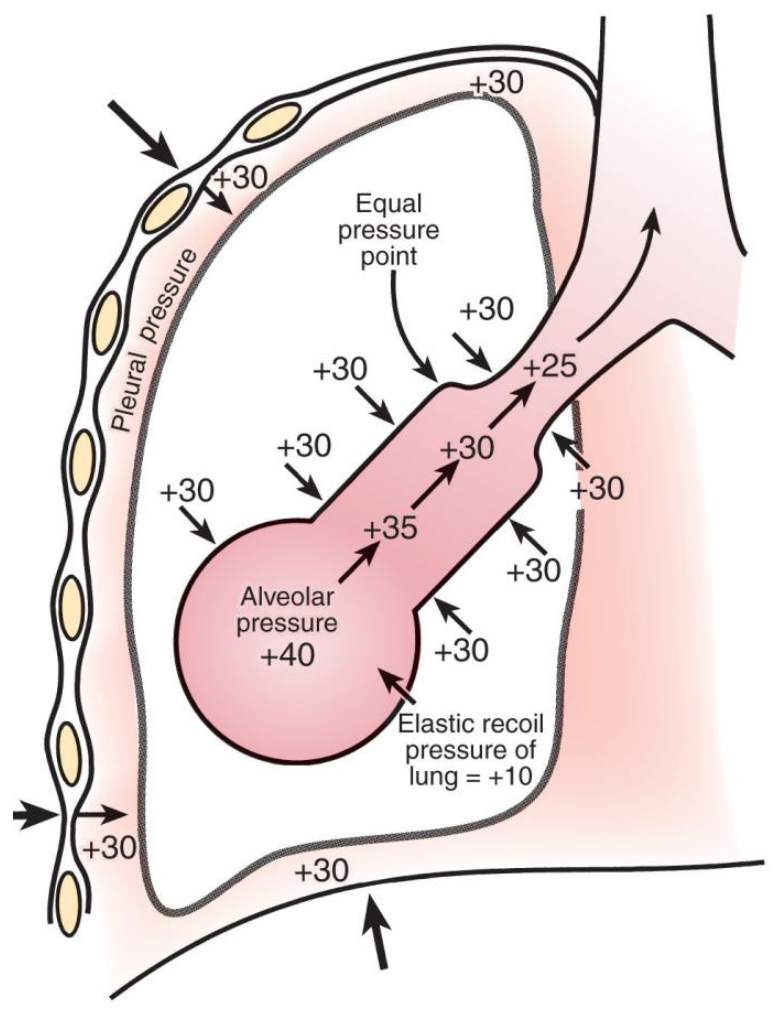 +30
+30
Equal
pressure
point
Pleural pressure
+30
+30
+25
+30
+30
+30
+30
+35
+30
Alveolar
pressure
+40
+30
Elastic recoil
pressure of
lung = +10
+30
+30